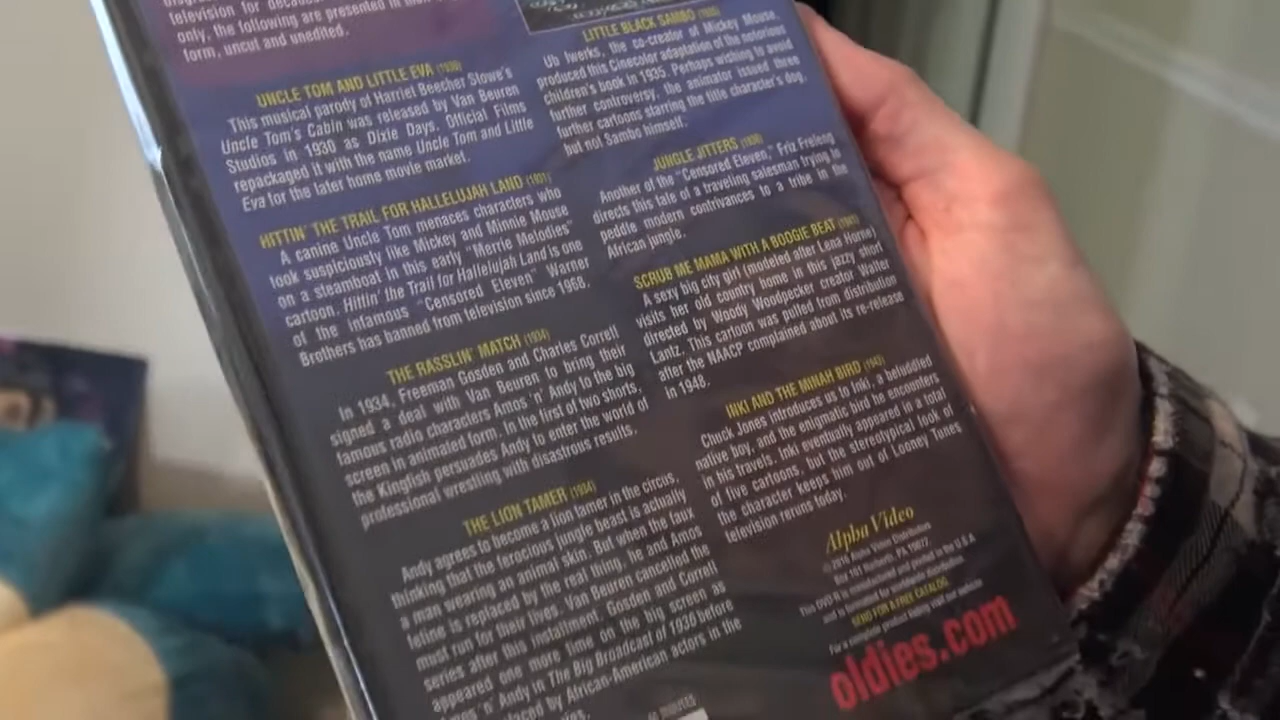 television for decades
only, the following are presented in their
form, uncut and unedited.
UNCLE TOM AND LITTLE EVA (1930)
This musical parody of Harriet Beecher Stowe's
Uncle Tom's Cabin was released by Van Beuren
Studios in 1930 as Dixie Days. Official Films
repackaged it with the name Uncle Tom and Little
Eva for the later home movie market.
HITTIN' THE TRAIL FOR HALLELUJAH LAND (1931)
A canine Uncle Tom menaces characters who
look suspiciously like Mickey and Minnie Mouse
on a steamboat in this early "Merrie Melodies"
cartoon. Hittin' the Trail for Hallelujah Land is one
of the infamous "Censored Eleven" Warner
Brothers has banned from television since 1968.
THE RASSLIN' MATCH (1934)
In 1934, Freeman Gosden and Charles Correll
signed a deal with Van Beuren to bring their
famous radio characters Amos 'n' Andy to the big
screen in animated form. In the first of two shorts,
the Kingfish persuades Andy to enter the world of
professional wrestling with disastrous results.
THE LION TAMER (1934)
Andy agrees to become a lion tamer in the circus,
thinking that the ferocious jungle beast is actually
a man wearing an animal skin. But when the faux
feline is replaced by the real thing, he and Amos
must run for their lives. Van Beuren cancelled the
series after this installment. Gosden and Correll
appeared one more time on the big screen as
Amos 'n' Andy in The Big Broadcast of 1936 before
placed by African-American actors in the
LITTLE BLACK SAMBO (1935)
Ub Iwerks, the co-creator of Mickey Mouse,
produced this Cinecolor adaptation of the notorious
children's book in 1935. Perhaps wishing to avoid
further controversy, the animator issued three
further cartoons starring the title character's dog,
but not Sambo himself.
JUNGLE JITTERS (1938)
Another of the "Censored Eleven," Friz Freleng
directs this tale of a traveling salesman trying to
peddle modern contrivances to a tribe in the
African jungle.
SCRUB ME MAMA WITH A BOOGIE BEAT (1941)
A sexy big city girl (modeled after Lena Horne)
visits her old county home in this jazzy short
directed by Woody Woodpecker creator Walter
Lantz. This cartoon was pulled from distribution
after the NAACP complained about its re-release
in 1948.
INKI AND THE MINAH BIRD (1943)
Chuck Jones introduces us to Inki, a beluddled
native boy, and the enigmatic bird he encounters
in his travels. Inki eventually appeared in a total
of five cartoons, but the stereotypical look of
the character keeps him out of Looney Tunes
television reruns today.
Alpha Video
SEND FOR A FREE CATALOG
oldies.com